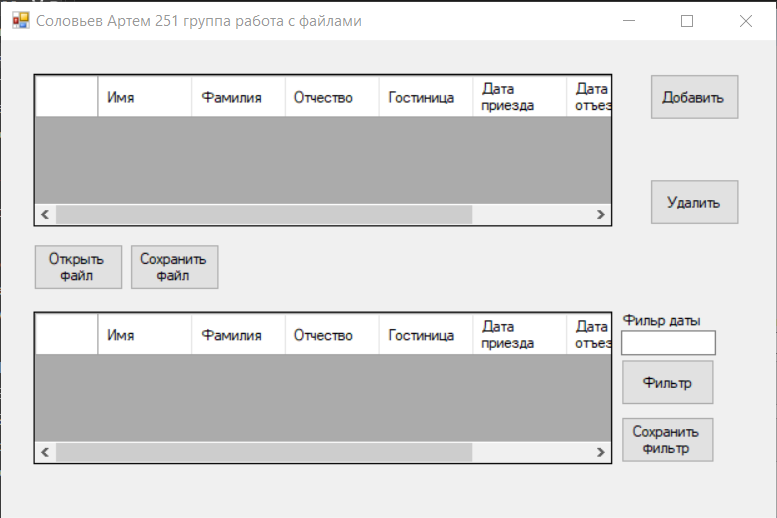 Соловьев Артем 251 группа работа с файлами
Имя Фамилия Отчество Гостиница Дата приезда Дата отъез
Добавить
Удалить
Открыть
файл
Сохранить
файл
Имя Фамилия Отчество Гостиница Дата приезда Дата отъез
Фильр даты
Фильтр
Сохранить
фильтр